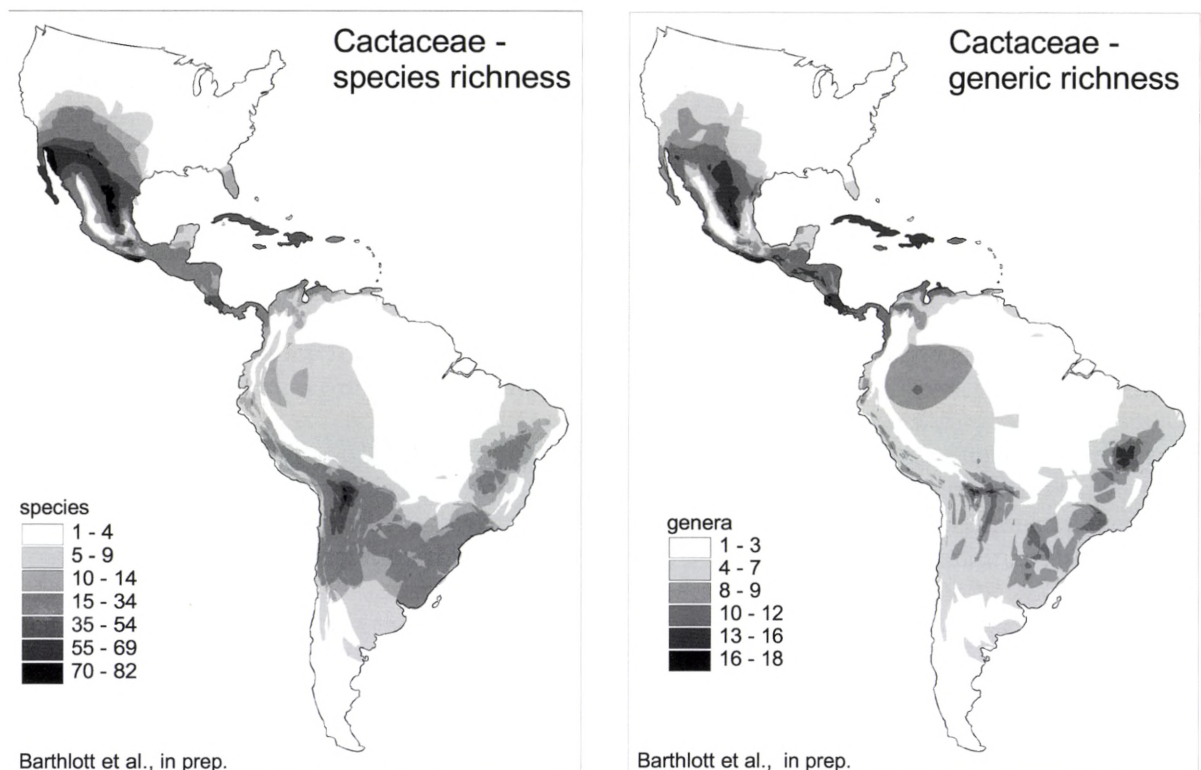 Cactaceae -
species richness
species
1 - 4
5 - 9
10 - 14
15 - 34
35 - 54
55 - 69
70 - 82
Barthlott et al., in prep.
Cactaceae -
generic richness
genera
1 - 3
4 - 7
8 - 9
10 - 12
13 - 16
16 - 18
Barthlott et al., in prep.